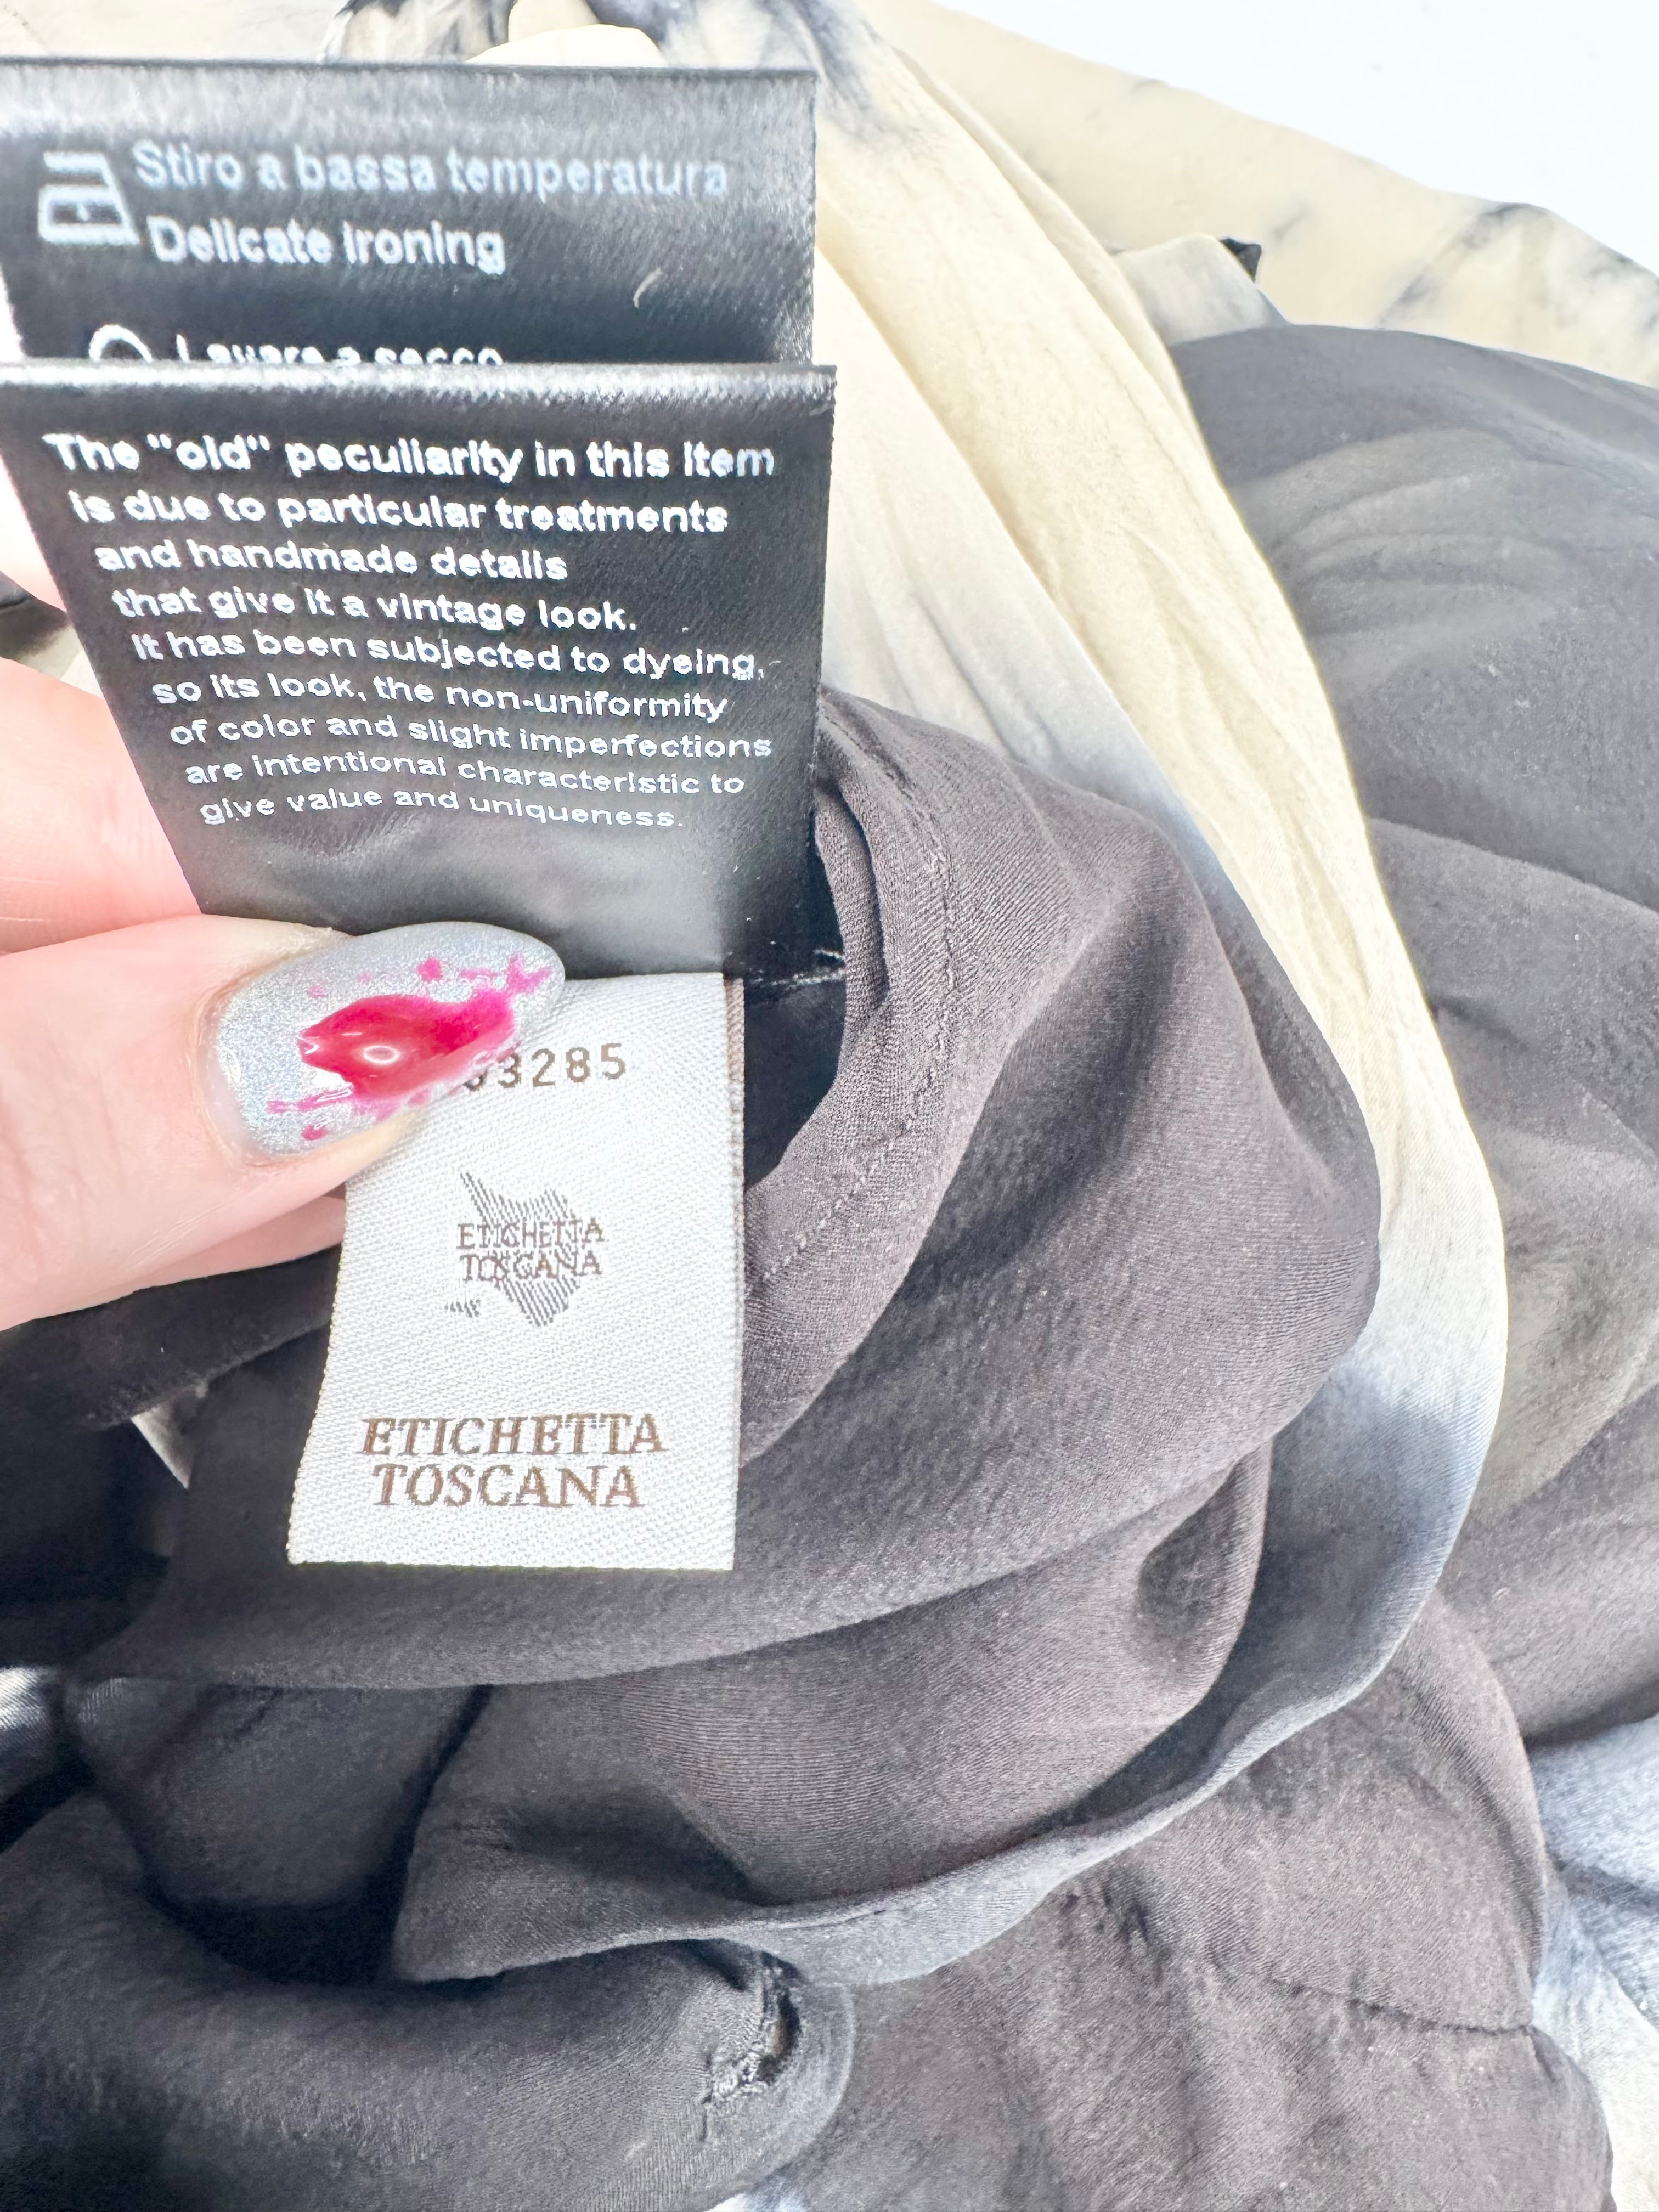 Stiro a bassa temperatura
Delicate ironing
Lavare a secco
The "old" peculiarity in this item
is due to particular treatments
and handmade details
that give it a vintage look.
It has been subjected to dyeing,
so its look, the non-uniformity
of color and slight imperfections
are intentional characteristic to
give value and uniqueness.
3285
ETICHETTA
TOSCANA
ETICHETTA
TOSCANA